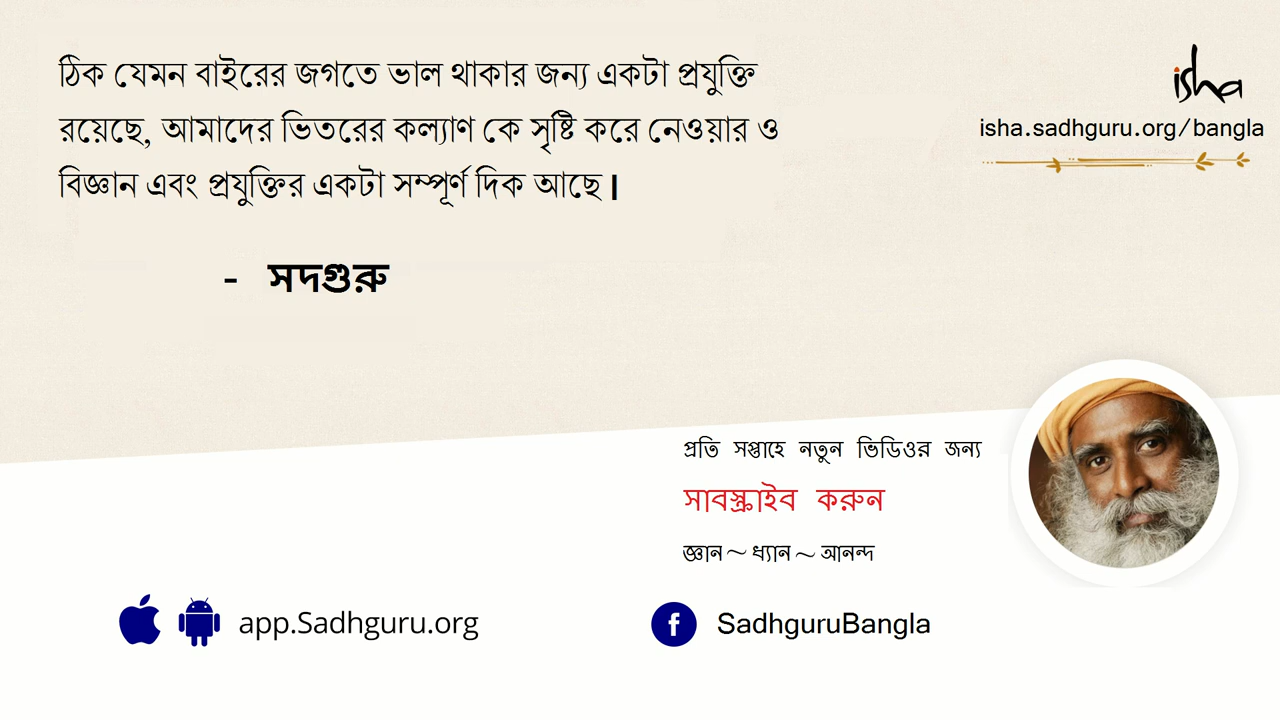 ঠিক যেমন বাইরের জগতে ভাল থাকার জন্য একটা প্রযুক্তি
রয়েছে, আমাদের ভিতরের কল্যাণ কে সৃষ্টি করে নেওয়ার ও
বিজ্ঞান এবং প্রযুক্তির একটা সম্পূর্ণ দিক আছে।
- সদগুরু
isha
isha.sadhguru.org/bangla
প্রতি সপ্তাহে নতুন ভিডিওর জন্য
সাবস্ক্রাইব করুন
জ্ঞান ~ ধ্যান ~ আনন্দ
app.Sadhguru.org
SadhguruBangla